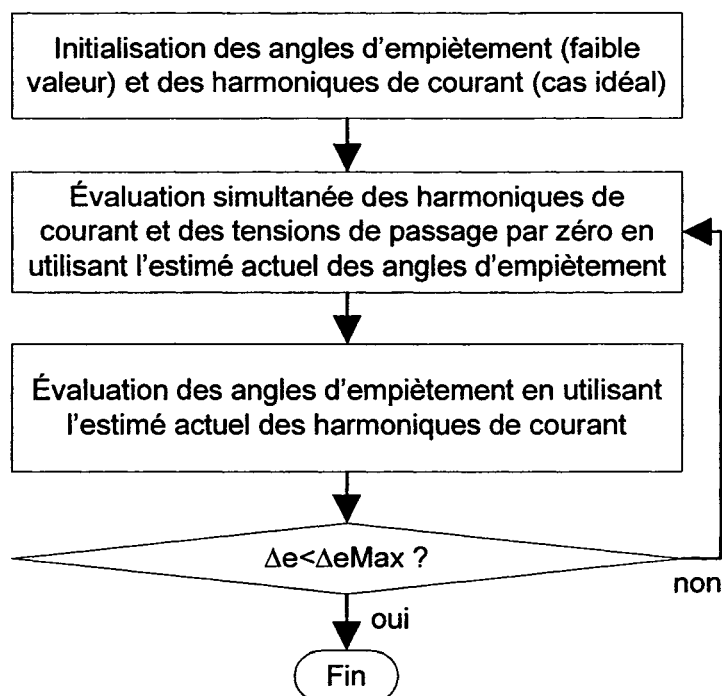 Initialisation des angles d'empiètement (faible
valeur) et des harmoniques de courant (cas idéal)
Évaluation simultanée des harmoniques de
courant et des tensions de passage par zéro en
utilisant l'estimé actuel des angles d'empiètement
Évaluation des angles d'empiètement en utilisant
l'estimé actuel des harmoniques de courant
Δe<ΔeMax ?
non
oui
Fin